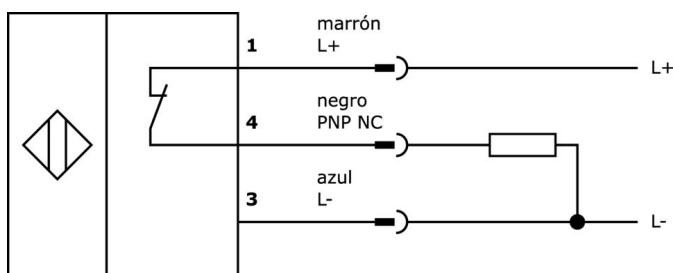 marrón
1 L+
L+
negro
4 PNP NC
azul
3 L-
L-